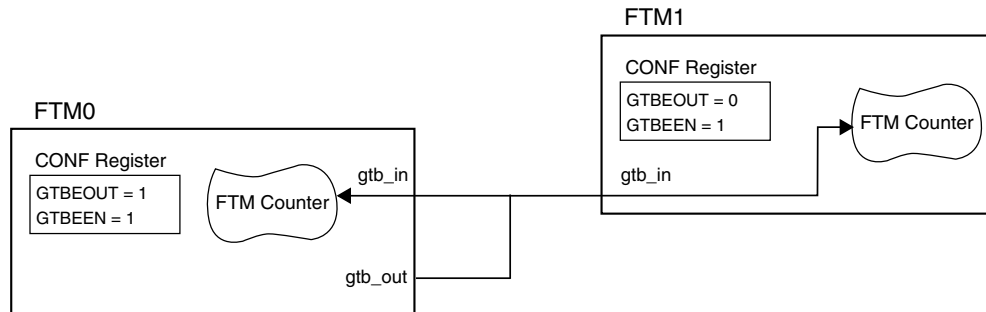 FTM1
CONF Register
GTBEOUT = 0
GTBEEN = 1
FTM Counter
gtb_in
FTM0
CONF Register
GTBEOUT = 1
GTBEEN = 1
FTM Counter
gtb_in
gtb_out